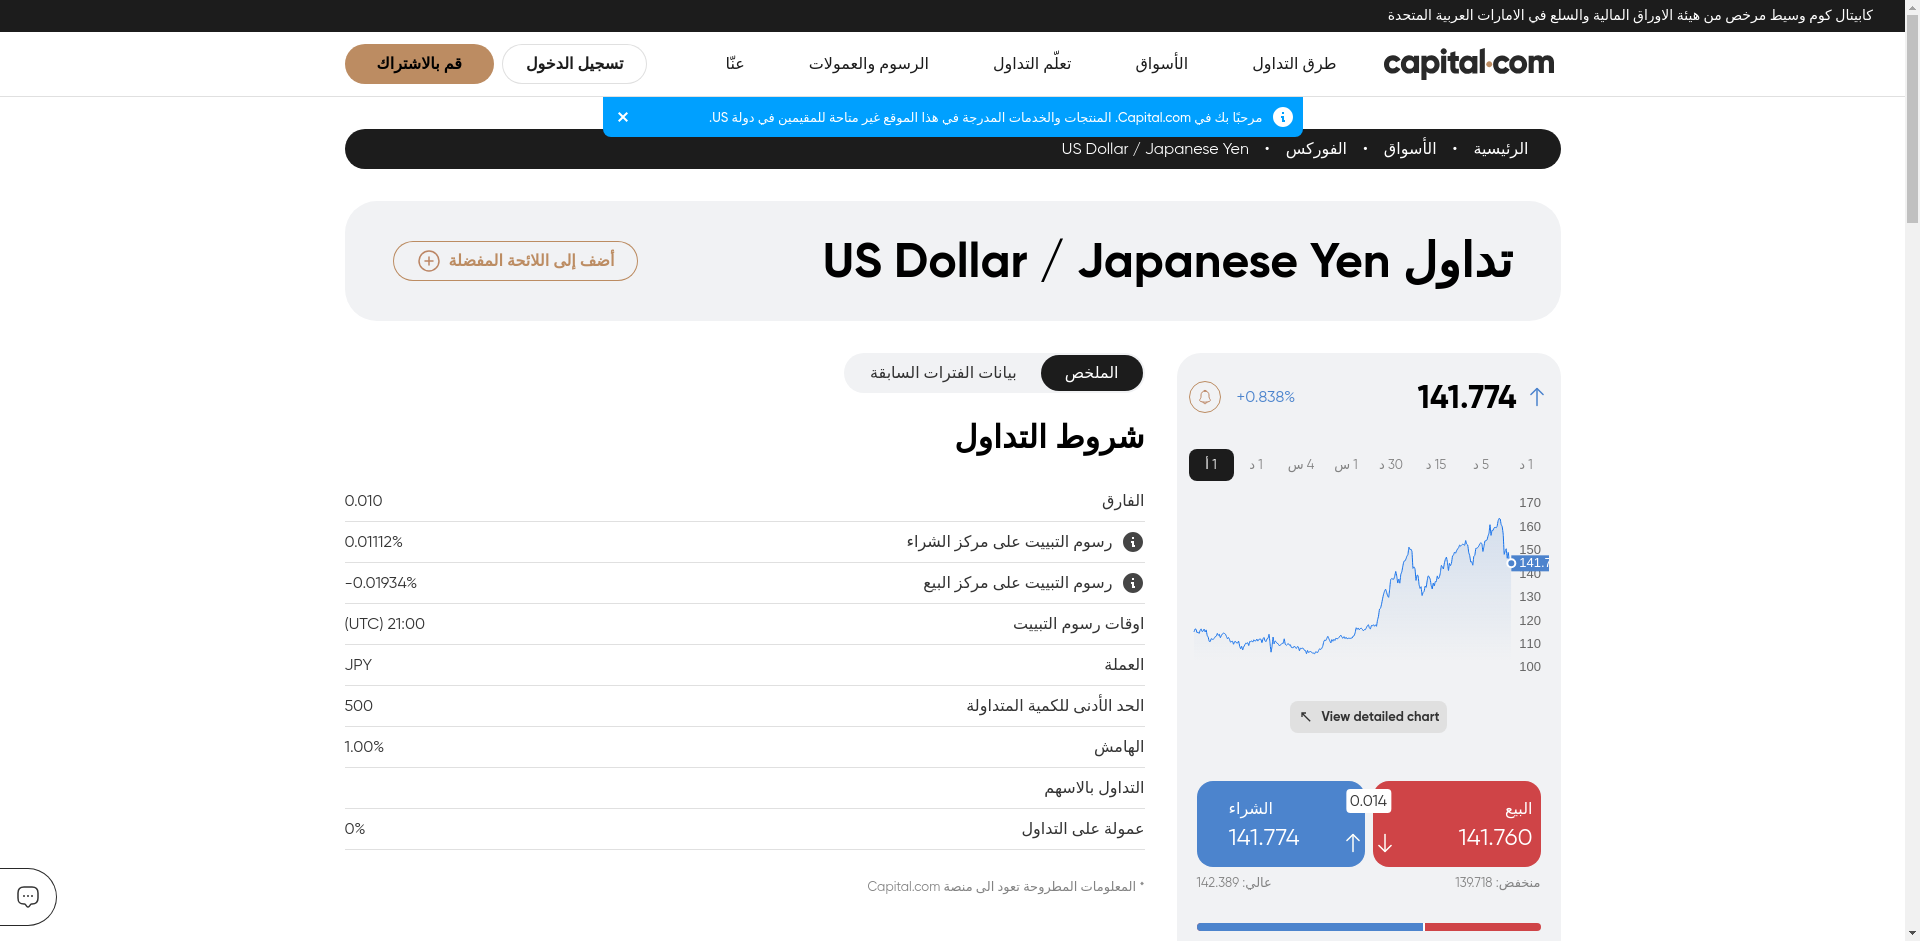 كابيتال كوم وسيط مرخص من هيئة الاوراق المالية والسلع في الامارات العربية المتحدة
capital.com
طرق التداول
الأسواق
تعلّم التداول
الرسوم والعمولات
عنّا
تسجيل الدخول
قم بالاشتراك
مرحبًا بك في Capital.com. المنتجات والخدمات المدرجة في هذا الموقع غير متاحة للمقيمين في دولة US.
الرئيسية • الأسواق • الفوركس • US Dollar / Japanese Yen
تداول US Dollar / Japanese Yen
أضف إلى اللائحة المفضلة
141.774
+0.838%
1 د
5 د
15 د
30 د
1 س
4 س
1 د
1 أ
170
160
150
141.7
140
130
120
110
100
View detailed chart
البيع
141.760
0.014
الشراء
141.774
منخفض: 139.718
عالي: 142.389
الملخص
بيانات الفترات السابقة
شروط التداول
الفارق 0.010
رسوم التبييت على مركز الشراء 0.01112%
رسوم التبييت على مركز البيع -0.01934%
اوقات رسوم التبييت 21:00 (UTC)
العملة JPY
الحد الأدنى للكمية المتداولة 500
الهامش 1.00%
التداول بالاسهم
عمولة على التداول 0%
* المعلومات المطروحة تعود الى منصة Capital.com